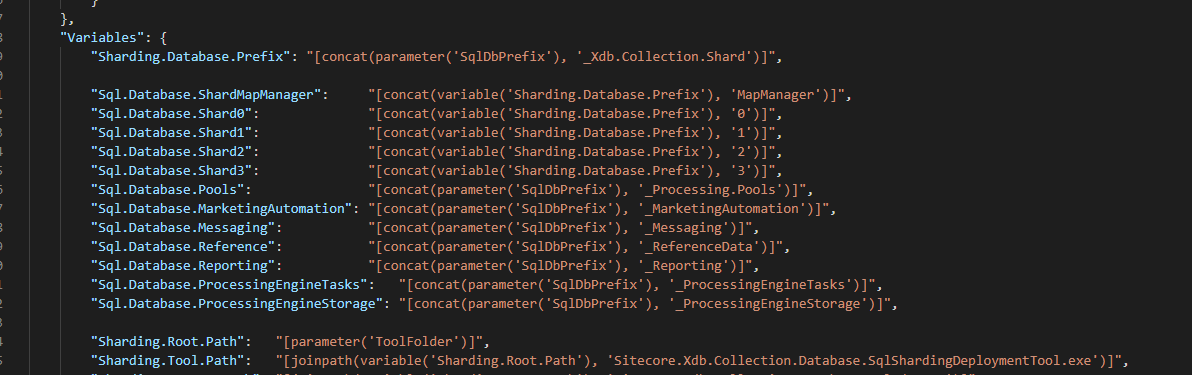 }
},
"Variables": {
"Sharding.Database.Prefix": "[concat(parameter('SqlDbPrefix'), '_Xdb.Collection.Shard')]",
"Sql.Database.ShardMapManager": "[concat(variable('Sharding.Database.Prefix'), 'MapManager')]",
"Sql.Database.Shard0": "[concat(variable('Sharding.Database.Prefix'), '0')]",
"Sql.Database.Shard1": "[concat(variable('Sharding.Database.Prefix'), '1')]",
"Sql.Database.Shard2": "[concat(variable('Sharding.Database.Prefix'), '2')]",
"Sql.Database.Shard3": "[concat(variable('Sharding.Database.Prefix'), '3')]",
"Sql.Database.Pools": "[concat(parameter('SqlDbPrefix'), '_Processing.Pools')]",
"Sql.Database.MarketingAutomation": "[concat(parameter('SqlDbPrefix'), '_MarketingAutomation')]",
"Sql.Database.Messaging": "[concat(parameter('SqlDbPrefix'), '_Messaging')]",
"Sql.Database.Reference": "[concat(parameter('SqlDbPrefix'), '_ReferenceData')]",
"Sql.Database.Reporting": "[concat(parameter('SqlDbPrefix'), '_Reporting')]",
"Sql.Database.ProcessingEngineTasks": "[concat(parameter('SqlDbPrefix'), '_ProcessingEngineTasks')]",
"Sql.Database.ProcessingEngineStorage": "[concat(parameter('SqlDbPrefix'), '_ProcessingEngineStorage')]",
"Sharding.Root.Path": "[parameter('ToolFolder')]",
"Sharding.Tool.Path": "[joinpath(variable('Sharding.Root.Path'), 'Sitecore.Xdb.Collection.Database.SqlShardingDeploymentTool.exe')]",